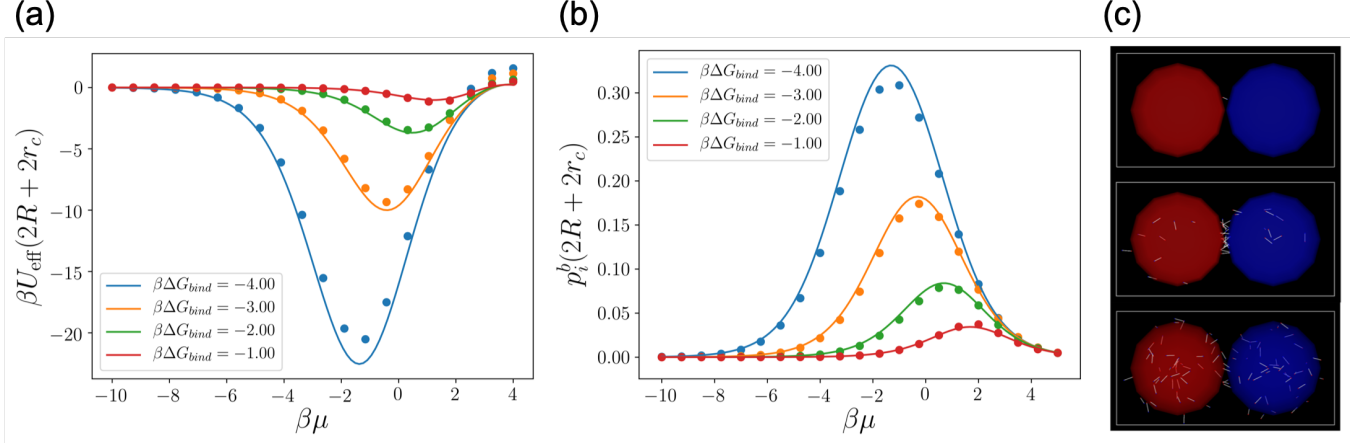 (a)
(b)
(c)
βU_eff(2R + 2r_c)
0
−5
−10
−15
−20
βΔG_bind = −4.00
βΔG_bind = −3.00
βΔG_bind = −2.00
βΔG_bind = −1.00
−10
−8
−6
−4
−2
0
2
4
βμ
p_i^b(2R + 2r_c)
0.30
0.25
0.20
0.15
0.10
0.05
0.00
βΔG_bind = −4.00
βΔG_bind = −3.00
βΔG_bind = −2.00
βΔG_bind = −1.00
−10
−8
−6
−4
−2
0
2
4
βμ